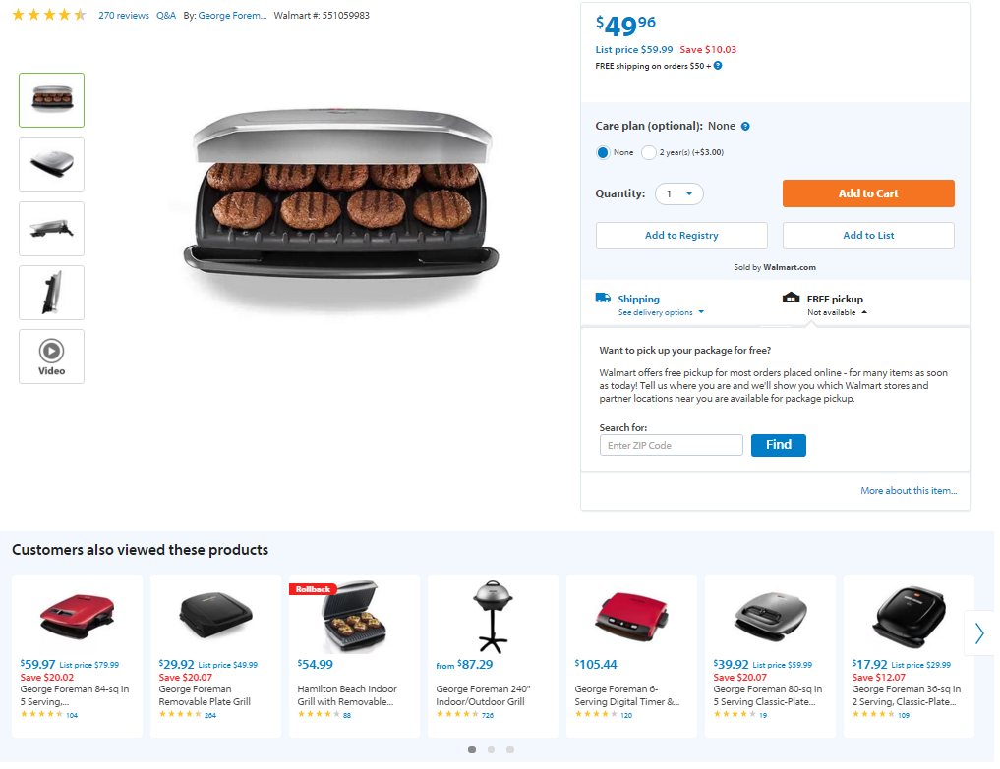 270 reviews Q&A By: George Forem... Walmart #: 551059983
Video
$49.96
List price $59.99 Save $10.03
FREE shipping on orders $50 + ?
Care plan (optional): None ?
None 2 year(s) (+$3.00)
Quantity: 1 Add to Cart
Add to Registry Add to List
Sold by Walmart.com
Shipping FREE pickup
See delivery options Not available
Want to pick up your package for free?
Walmart offers free pickup for most orders placed online - for many items as soon
as today! Tell us where you are and we'll show you which Walmart stores and
partner locations near you are available for package pickup.
Search for:
Enter ZIP Code Find
More about this item...
Customers also viewed these products
$59.97 List price $79.99
Save $20.02
George Foreman 84-sq in
5 Serving,...
104
$29.92 List price $49.99
Save $20.07
George Foreman
Removable Plate Grill
264
Rollback
$54.99
Hamilton Beach Indoor
Grill with Removable...
88
from $87.29
George Foreman 240"
Indoor/Outdoor Grill
726
$105.44
George Foreman 6-
Serving Digital Timer &...
120
$39.92 List price $59.99
Save $20.07
George Foreman 80-sq in
5 Serving Classic-Plate...
19
$17.92 List price $29.99
Save $12.07
George Foreman 36-sq in
2 Serving, Classic-Plate...
109